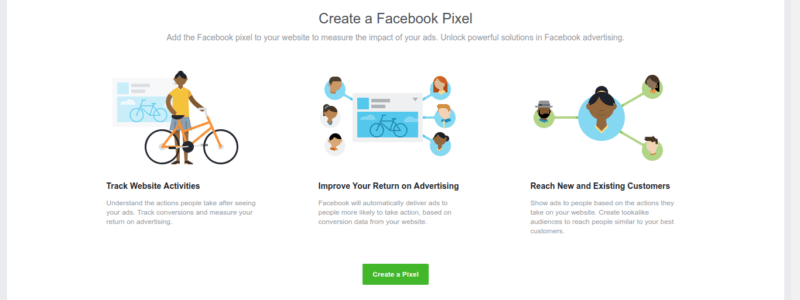 Create a Facebook Pixel
Add the Facebook pixel to your website to measure the impact of your ads. Unlock powerful solutions in Facebook advertising.
Track Website Activities
Understand the actions people take after seeing
your ads. Track conversions and measure your
return on advertising.
Improve Your Return on Advertising
Facebook will automatically deliver ads to
people more likely to take action, based on
conversion data from your website.
Reach New and Existing Customers
Show ads to people based on the actions they
take on your website. Create lookalike
audiences to reach people similar to your best
customers.
Create a Pixel